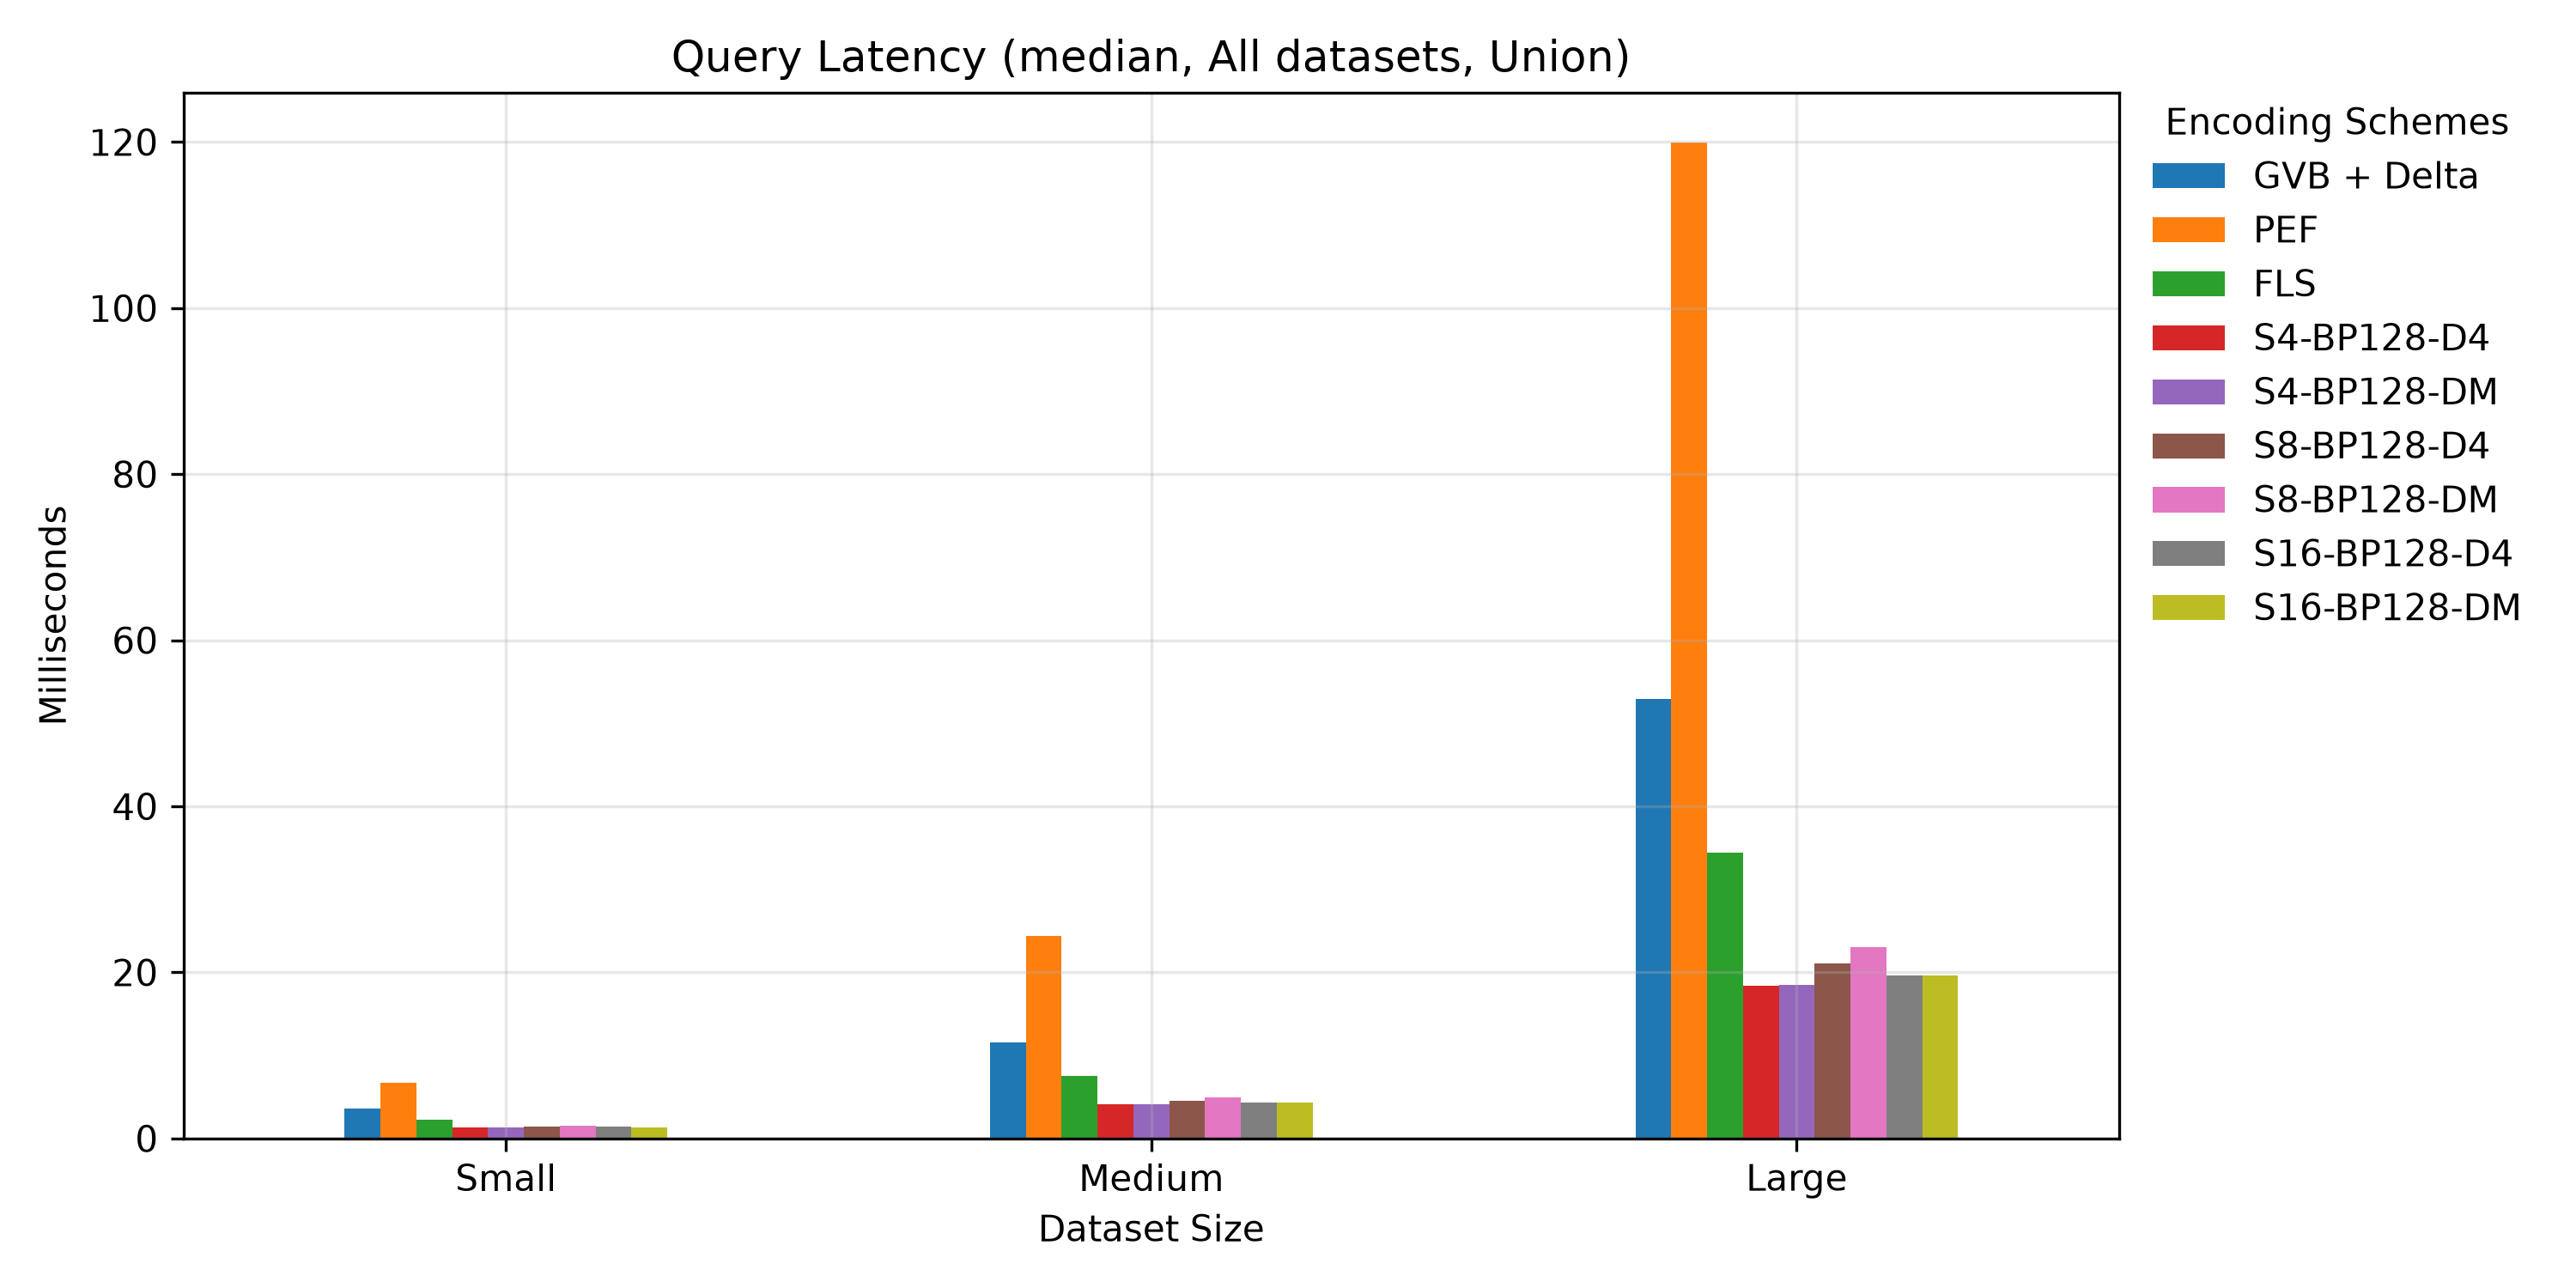 Query Latency (median, All datasets, Union)
120
100
80
60
40
20
0
Milliseconds
Small
Medium
Large
Dataset Size
Encoding Schemes
GVB + Delta
PEF
FLS
S4-BP128-D4
S4-BP128-DM
S8-BP128-D4
S8-BP128-DM
S16-BP128-D4
S16-BP128-DM